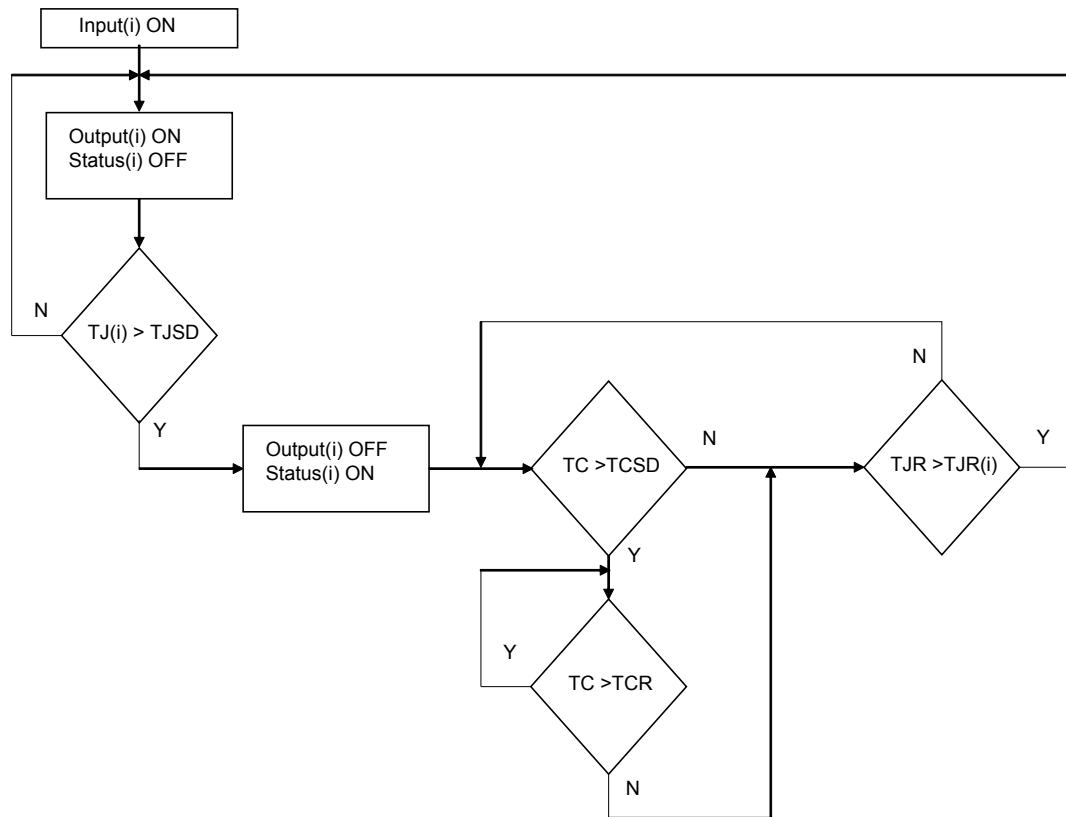 Input(i) ON
Output(i) ON
Status(i) OFF
N
TJ(i) > TJSD
Y
Output(i) OFF
Status(i) ON
TC >TCSD
N
Y
TC >TCR
Y
N
TJR >TJR(i)
N
Y